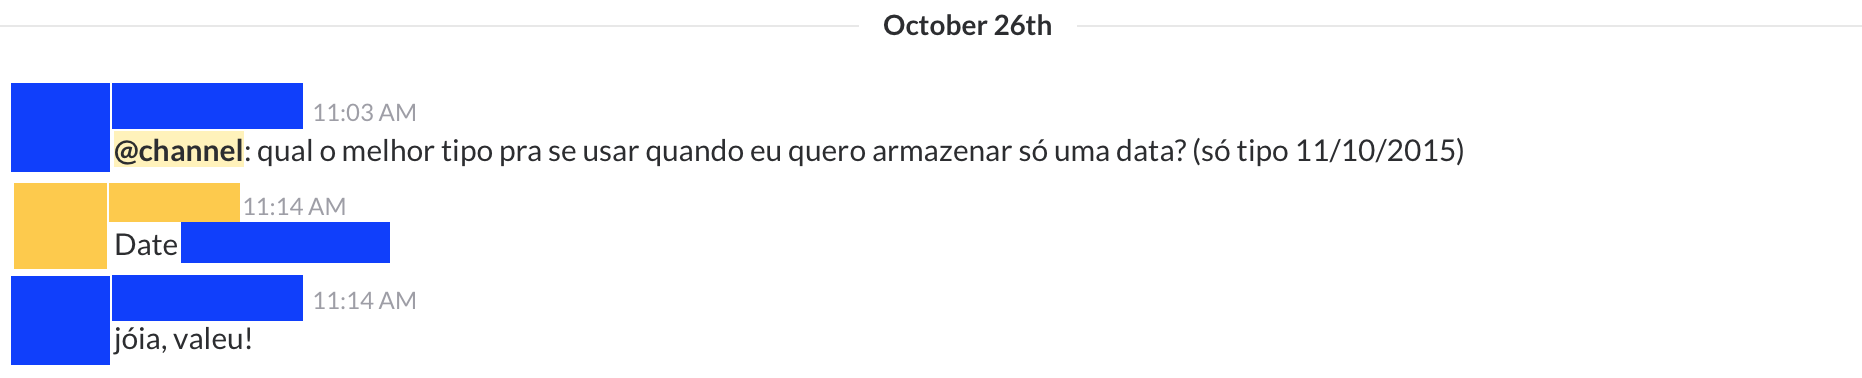 October 26th
11:03 AM
@channel: qual o melhor tipo pra se usar quando eu quero armazenar só uma data? (só tipo 11/10/2015)
11:14 AM
Date
11:14 AM
jóia, valeu!